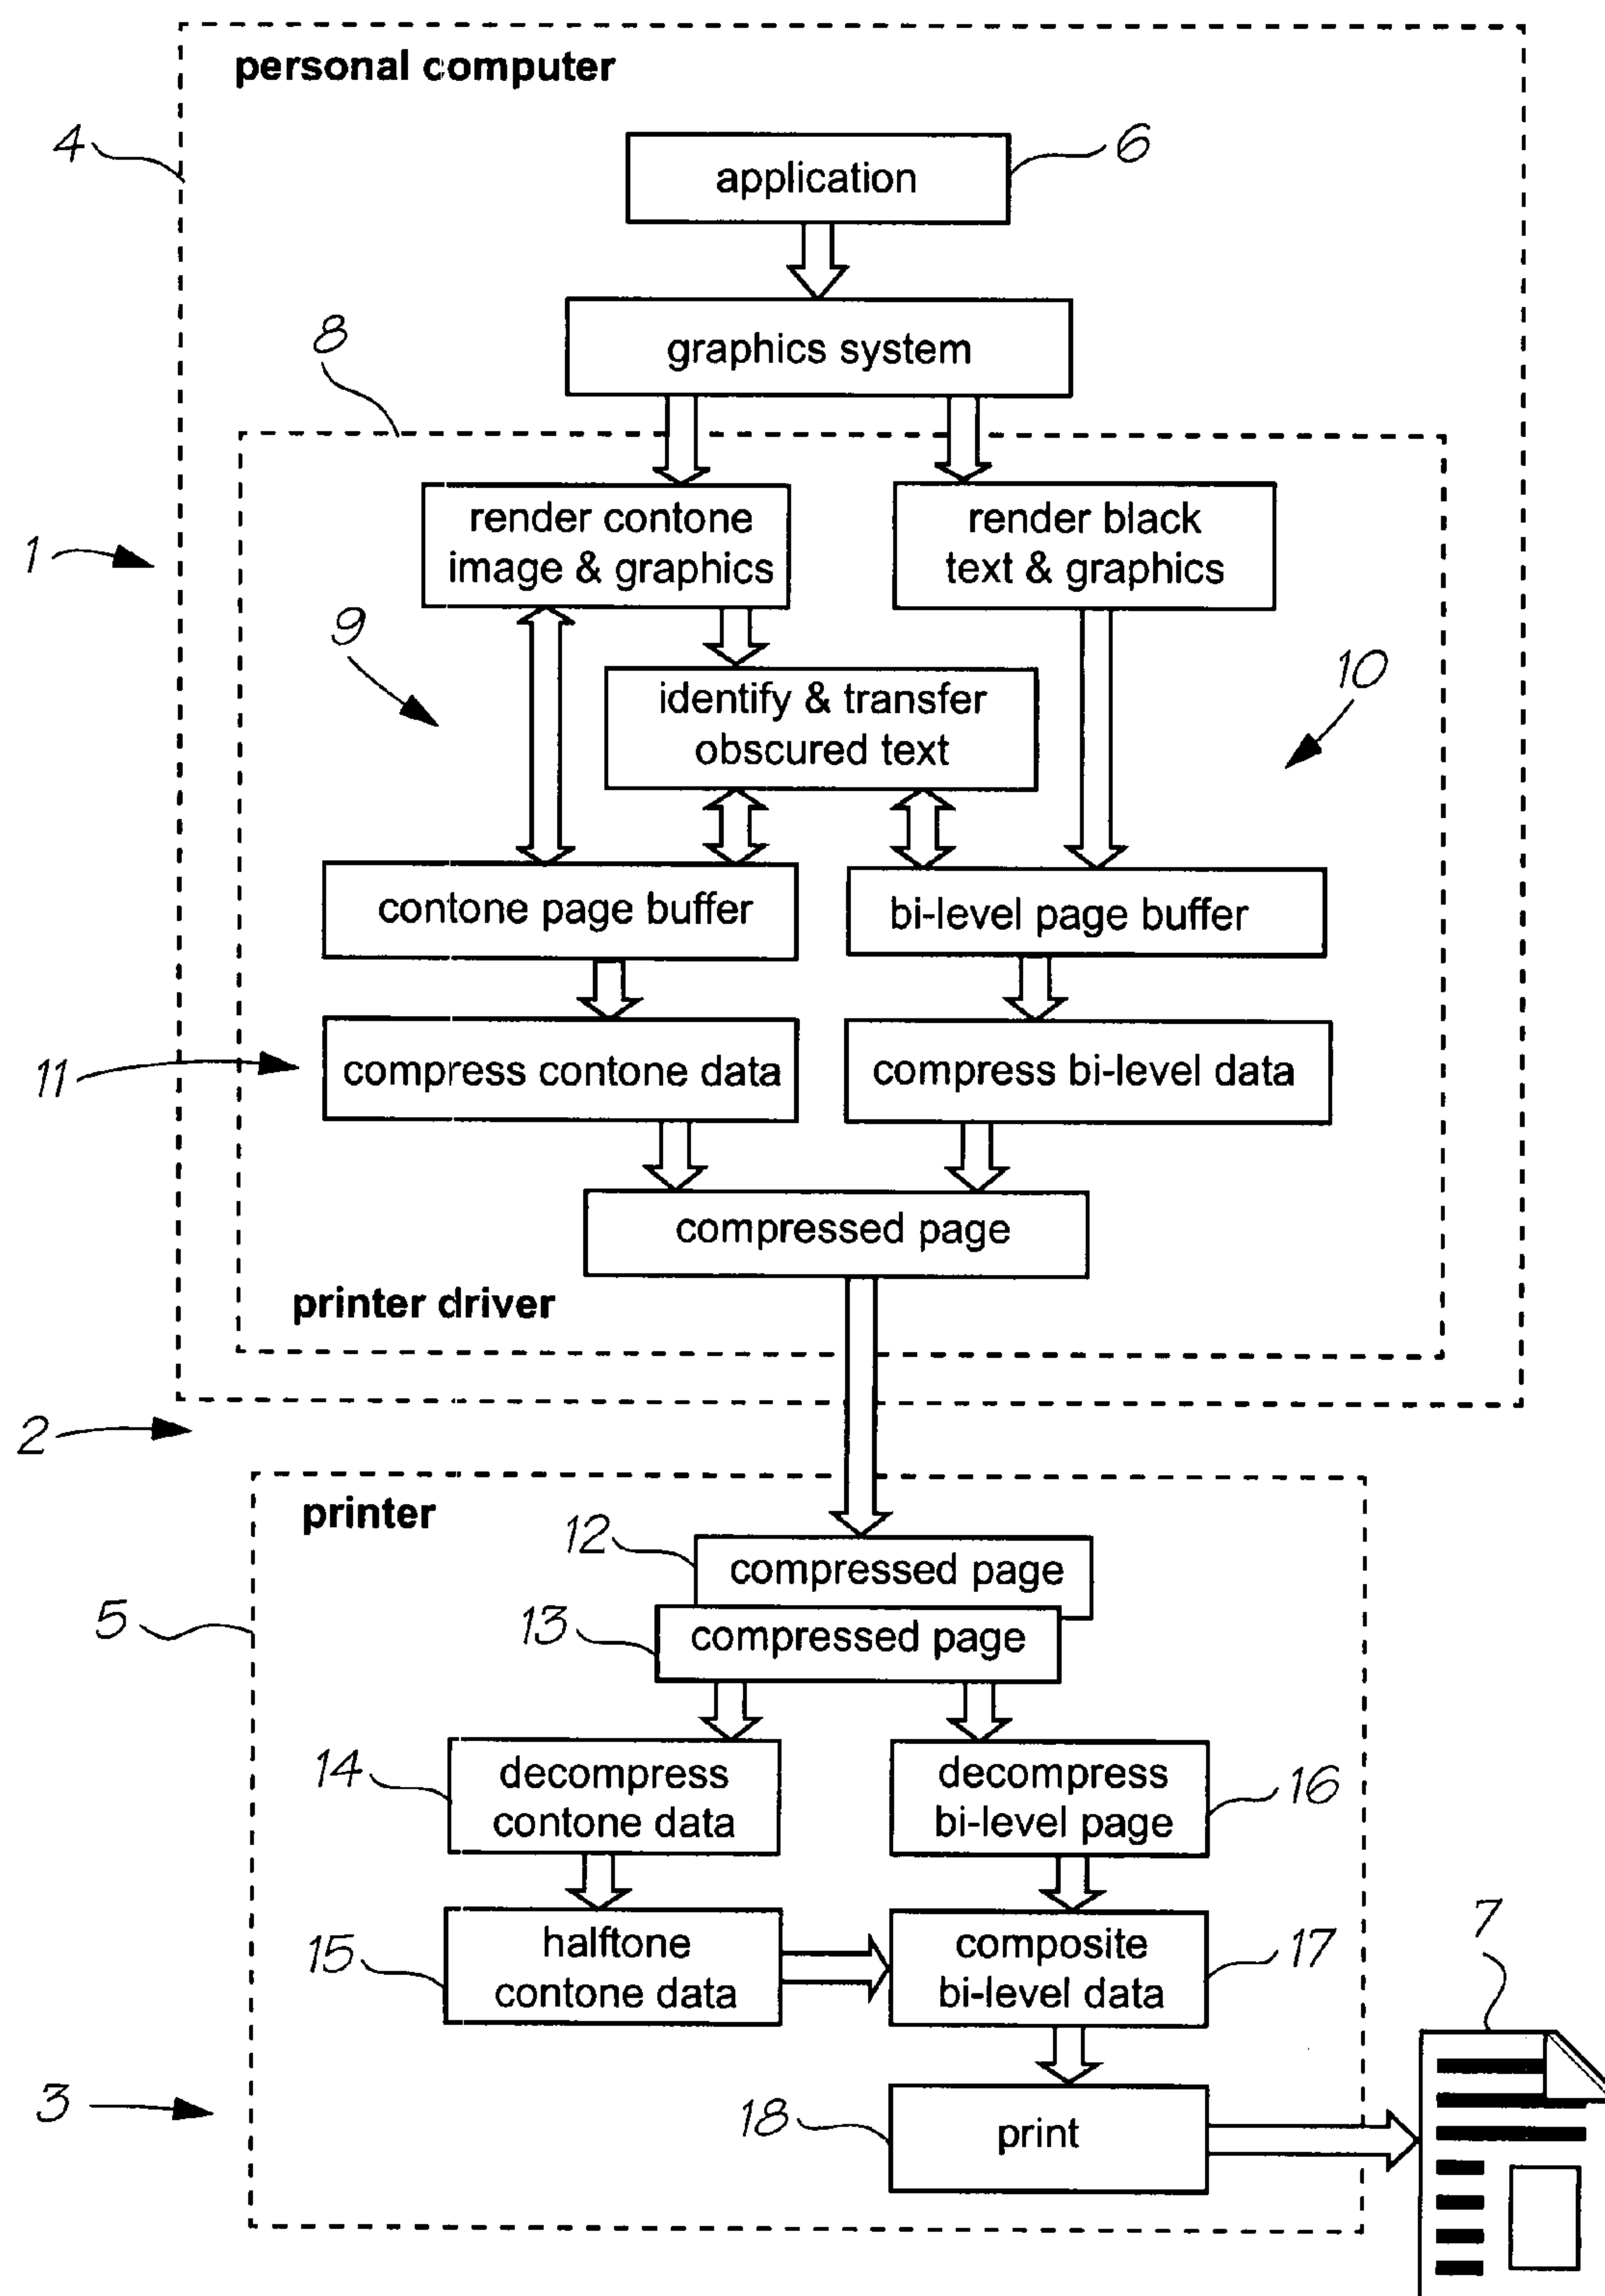 personal computer
4
application
6
graphics system
8
render contone
image & graphics
render black
text & graphics
1
9
identify & transfer
obscured text
10
contone page buffer
bi-level page buffer
11
compress contone data
compress bi-level data
compressed page
printer driver
2
printer
12
compressed page
5
13
compressed page
14
decompress
contone data
decompress
bi-level page
16
15
halftone
contone data
composite
bi-level data
17
7
3
18
print